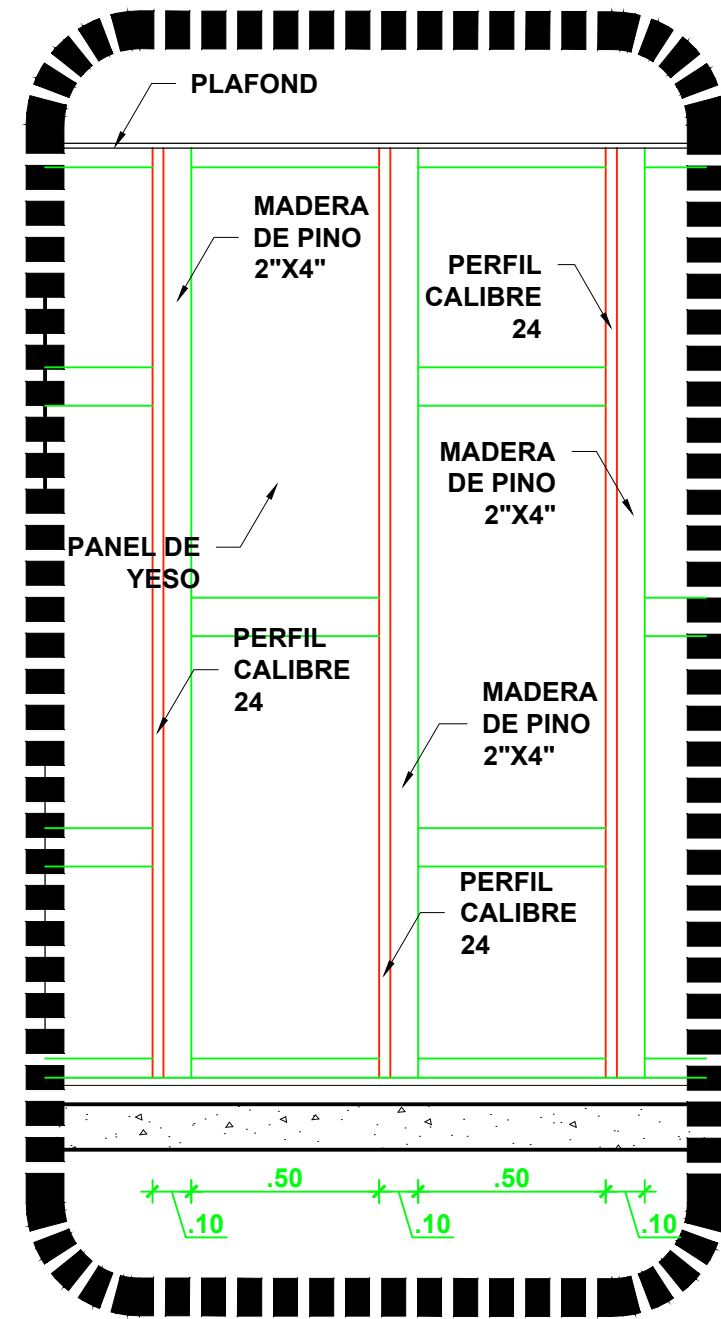 PLAFOND
MADERA
DE PINO
2"X4"
PERFIL
CALIBRE
24
MADERA
DE PINO
2"X4"
PANEL DE
YESO
PERFIL
CALIBRE
24
MADERA
DE PINO
2"X4"
PERFIL
CALIBRE
24
.50
.50
.10
.10
.10